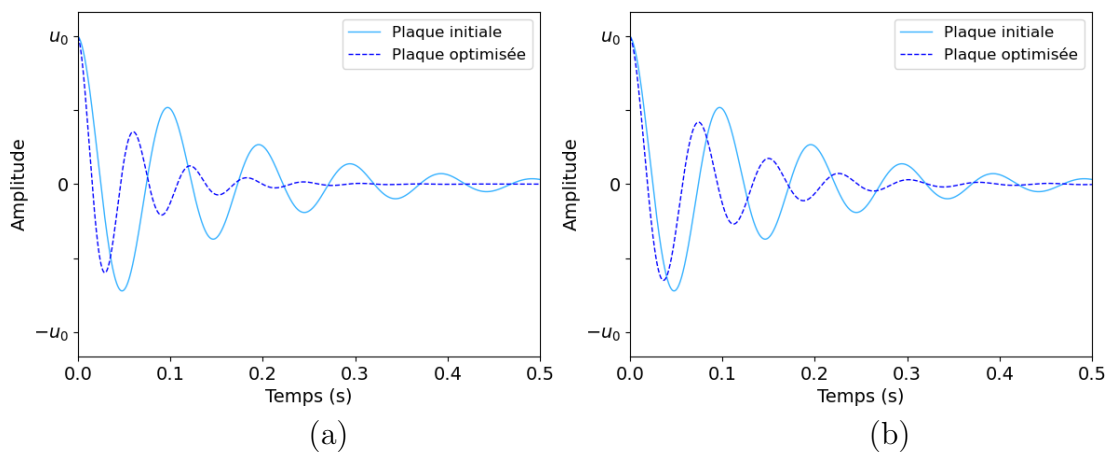 u0
0
−u0
Amplitude
Plaque initiale
Plaque optimisée
0.0 0.1 0.2 0.3 0.4 0.5
Temps (s)
(a)
u0
0
−u0
Amplitude
Plaque initiale
Plaque optimisée
0.0 0.1 0.2 0.3 0.4 0.5
Temps (s)
(b)